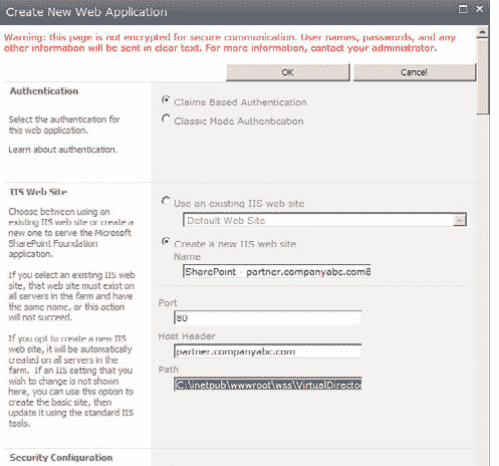 Create New Web Application
Warning: this page is not encrypted for secure communication. User names, passwords, and any
other information will be sent in clear text. For more information, contact your administrator.
OK
Cancel
Authentication
Select the authentication for
this web application.
Learn about authentication.
Claims Based Authentication
Classic Mode Authentication
IIS Web Site
Choose between using an
existing IIS web site or create a
new one to serve the Microsoft
SharePoint Foundation
application.
If you select an existing IIS web
site, that web site must exist on
all servers in the farm and have
the same name, or this action
will not succeed.
If you opt to create a new IIS
web site, it will be automatically
created on all servers in the
farm. If an IIS setting that you
wish to change is not shown
here, you can use this option to
create the basic site, then
update it using the standard IIS
tools.
Use an existing IIS web site
Default Web Site
Create a new IIS web site
Name
SharePoint - partner.companyabc.com8
Port
80
Host Header
partner.companyabc.com
Path
C:\inetpub\wwwroot\wss\VirtualDirecto
Security Configuration